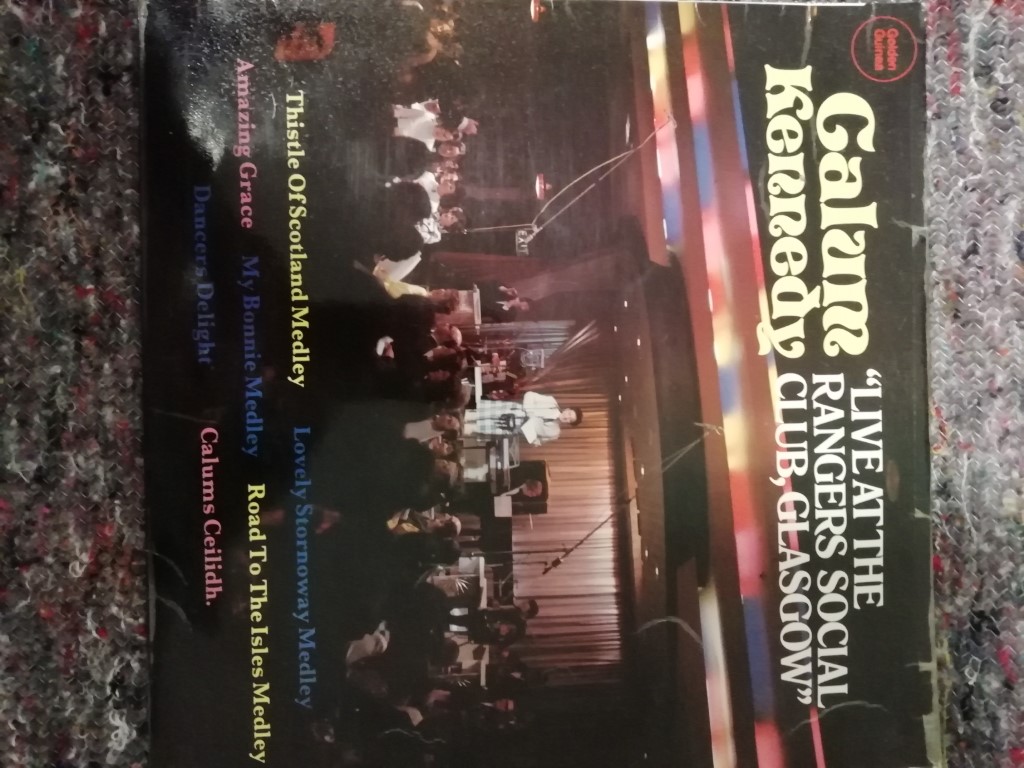 Golden
Guinea
Calum
Kennedy
“LIVE AT THE
RANGERS SOCIAL
CLUB, GLASGOW”
EXIT
Thistle Of Scotland Medley
Lovely Stornoway Medley
Amazing Grace
My Bonnie Medley
Road To The Isles Medley
Dancers Delight
Calums Ceilidh.